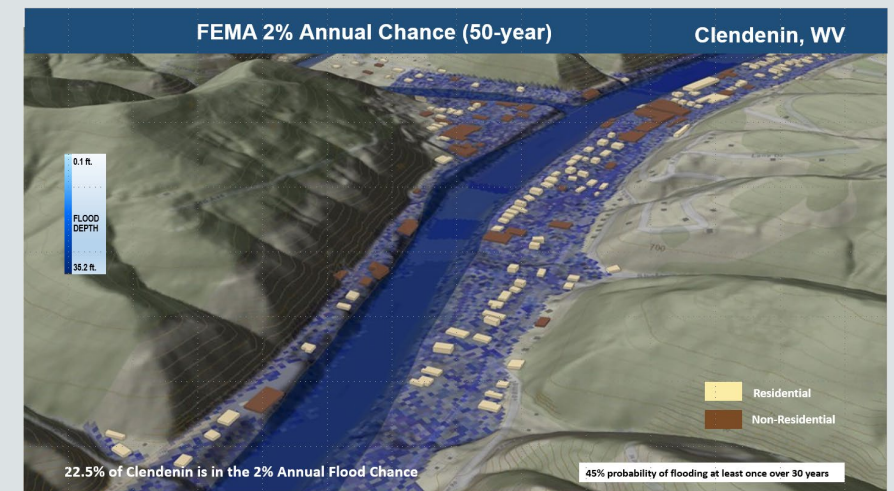 FEMA 2% Annual Chance (50-year)
Clendenin, WV
0.1 ft.
FLOOD
DEPTH
35.2 ft.
Residential
Non-Residential
22.5% of Clendenin is in the 2% Annual Flood Chance
45% probability of flooding at least once over 30 years